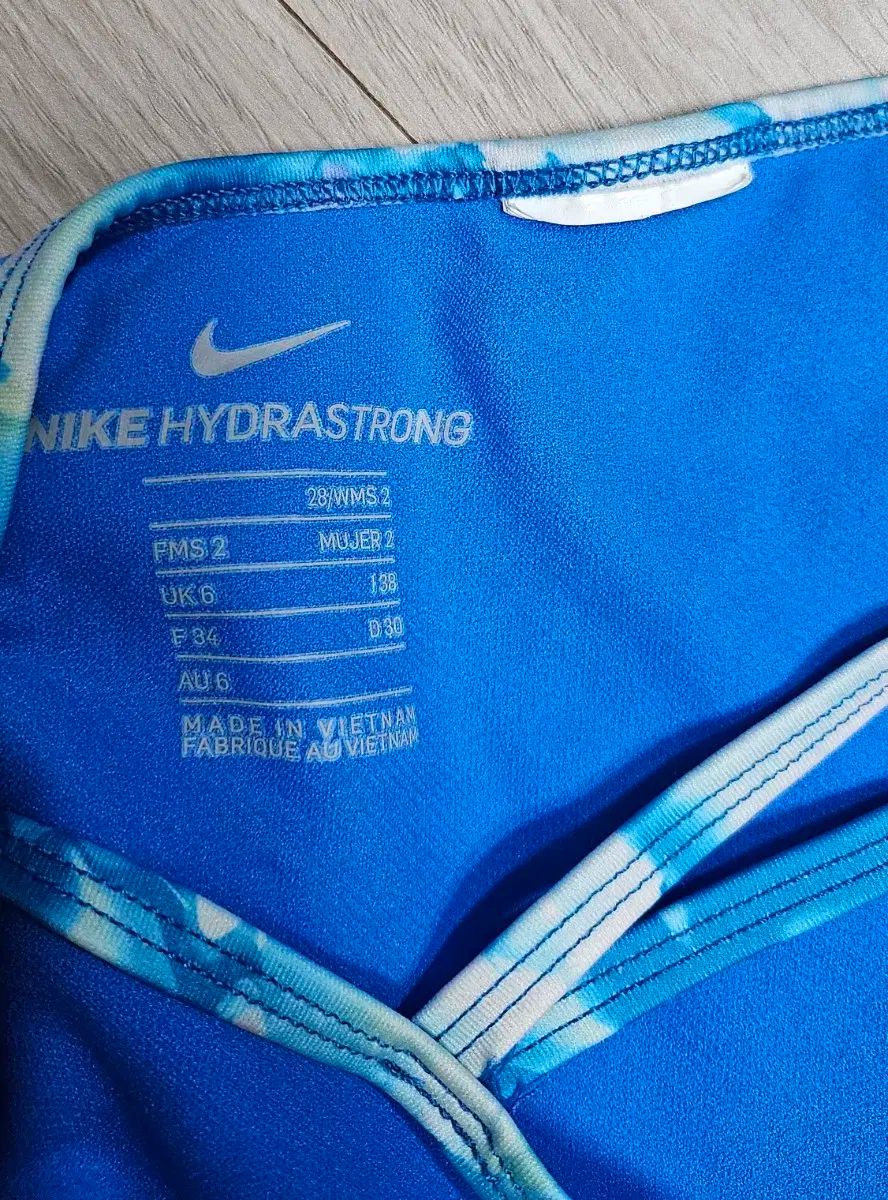 NIKE HYDRASTRONG
28/WMS 2
FMS 2 MUJER 2
UK 6 I 38
F 34 D 30
AU 6
MADE IN VIETNAM
FABRIQUE AU VIETNAM